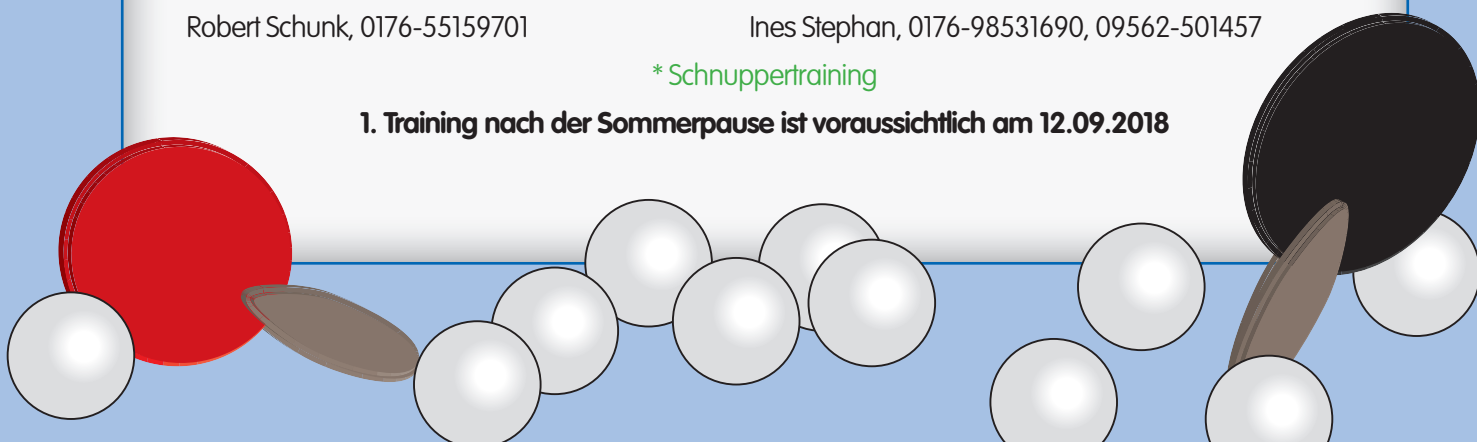 Robert Schunk, 0176-55159701 Ines Stephan, 0176-98531690, 09562-501457
* Schnuppertraining
1. Training nach der Sommerpause ist voraussichtlich am 12.09.2018